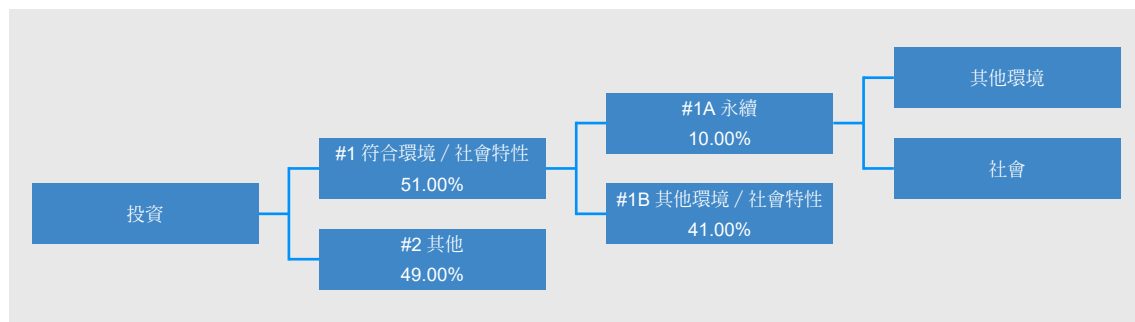 投資
#1 符合環境 / 社會特性
51.00%
#2 其他
49.00%
#1A 永續
10.00%
#1B 其他環境 / 社會特性
41.00%
其他環境
社會